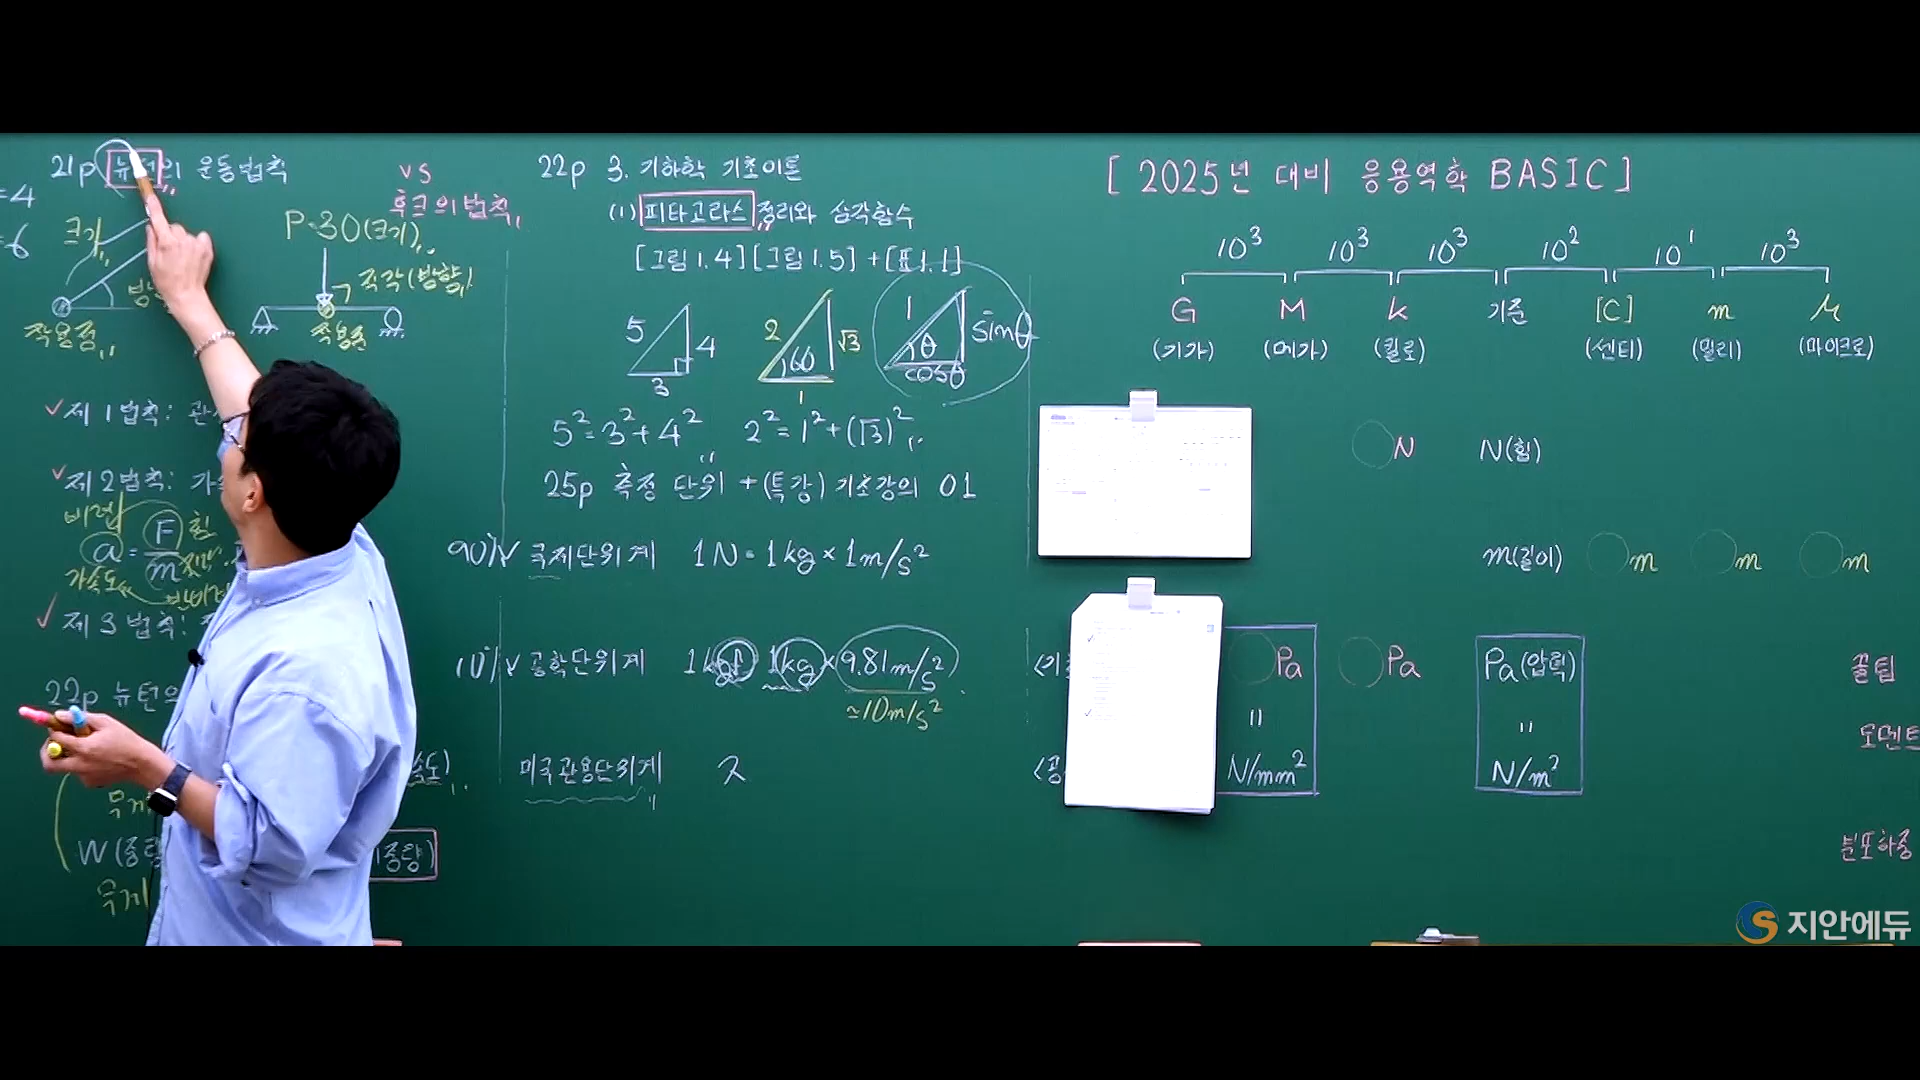 21p 뉴턴의 운동법칙
vs
후크의 법칙
=4
=6
크기
작용점
P=30(크기)
직각(방향)
작용점
✓제 1 법칙:
✓제 2 법칙:
비례
a = F/m 힘
가속도
✓제 3 법칙:
22p 뉴턴의
W(중력
무게
중량)
22p 3. 기하학 기초이론
(1) 피타고라스 정리와 삼각함수
[그림 1.4][그림 1.5]+[표 1.1]
5 4 3
2 √3 60 1
1 θ sinθ cosθ
5²=3²+4² 2²=1²+(√3)²
25p 측정 단위 +(특강) 기초강의 01
90% ✓ 국제단위계 1N=1kg×1m/s²
10% ✓ 공학단위계 1kgf 1kg×9.81m/s²
≃10m/s²
미국관용단위계 X
[ 2025년 대비 응용역학 BASIC ]
10³ 10³ 10³ 10² 10¹ 10³
G M k 기준 [C] m μ
(기가) (메가) (킬로) (센티) (밀리) (마이크로)
N N(힘)
m(길이) m m m
Pa Pa Pa(압력)
= =
N/mm² N/m²
꿀팁
모멘트
분포하중
지안에듀